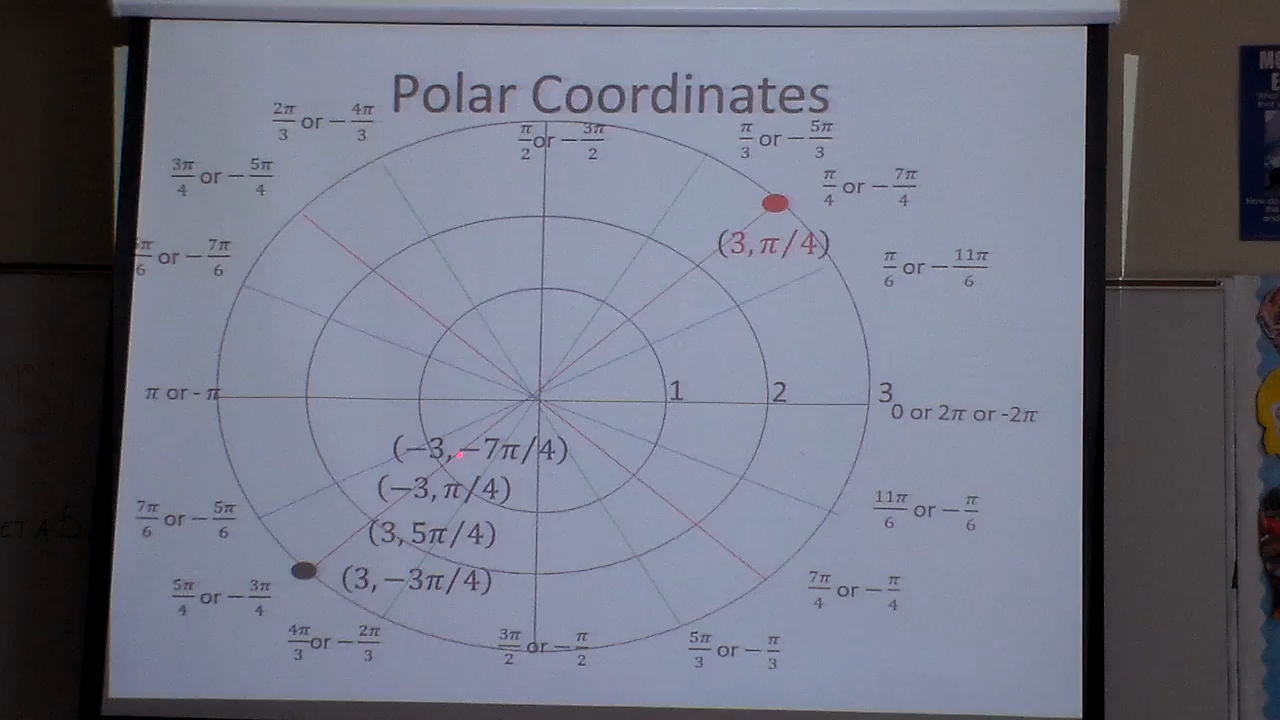 Polar Coordinates
2π/3 or − 4π/3
π/2 or − 3π/2
π/3 or − 5π/3
3π/4 or − 5π/4
π/4 or − 7π/4
(3, π/4)
π/6 or − 7π/6
π/6 or − 11π/6
π or - π
1
2
3
0 or 2π or -2π
(−3, −7π/4)
(−3, π/4)
(3, 5π/4)
(3, −3π/4)
7π/6 or − 5π/6
11π/6 or − π/6
5π/4 or − 3π/4
7π/4 or − π/4
4π/3 or − 2π/3
3π/2 or − π/2
5π/3 or − π/3